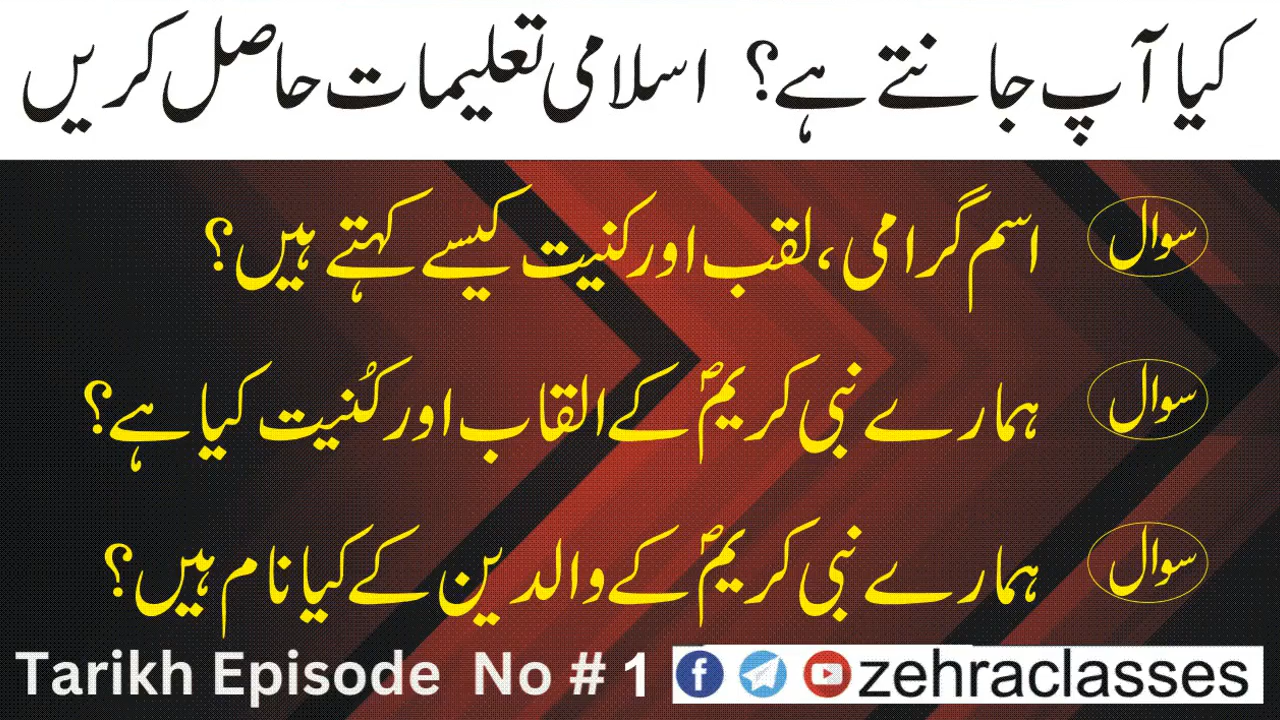 کیا آپ جانتے ہے؟ اسلامی تعلیمات حاصل کریں
سوال اسم گرامی، لقب اور کنیت کیسے کہتے ہیں؟
سوال ہمارے نبی کریمؐ کے القاب اور کُنیت کیا ہے؟
سوال ہمارے نبی کریمؐ کے والدین کے کیا نام ہیں؟
Tarikh Episode No # 1 zehraclasses